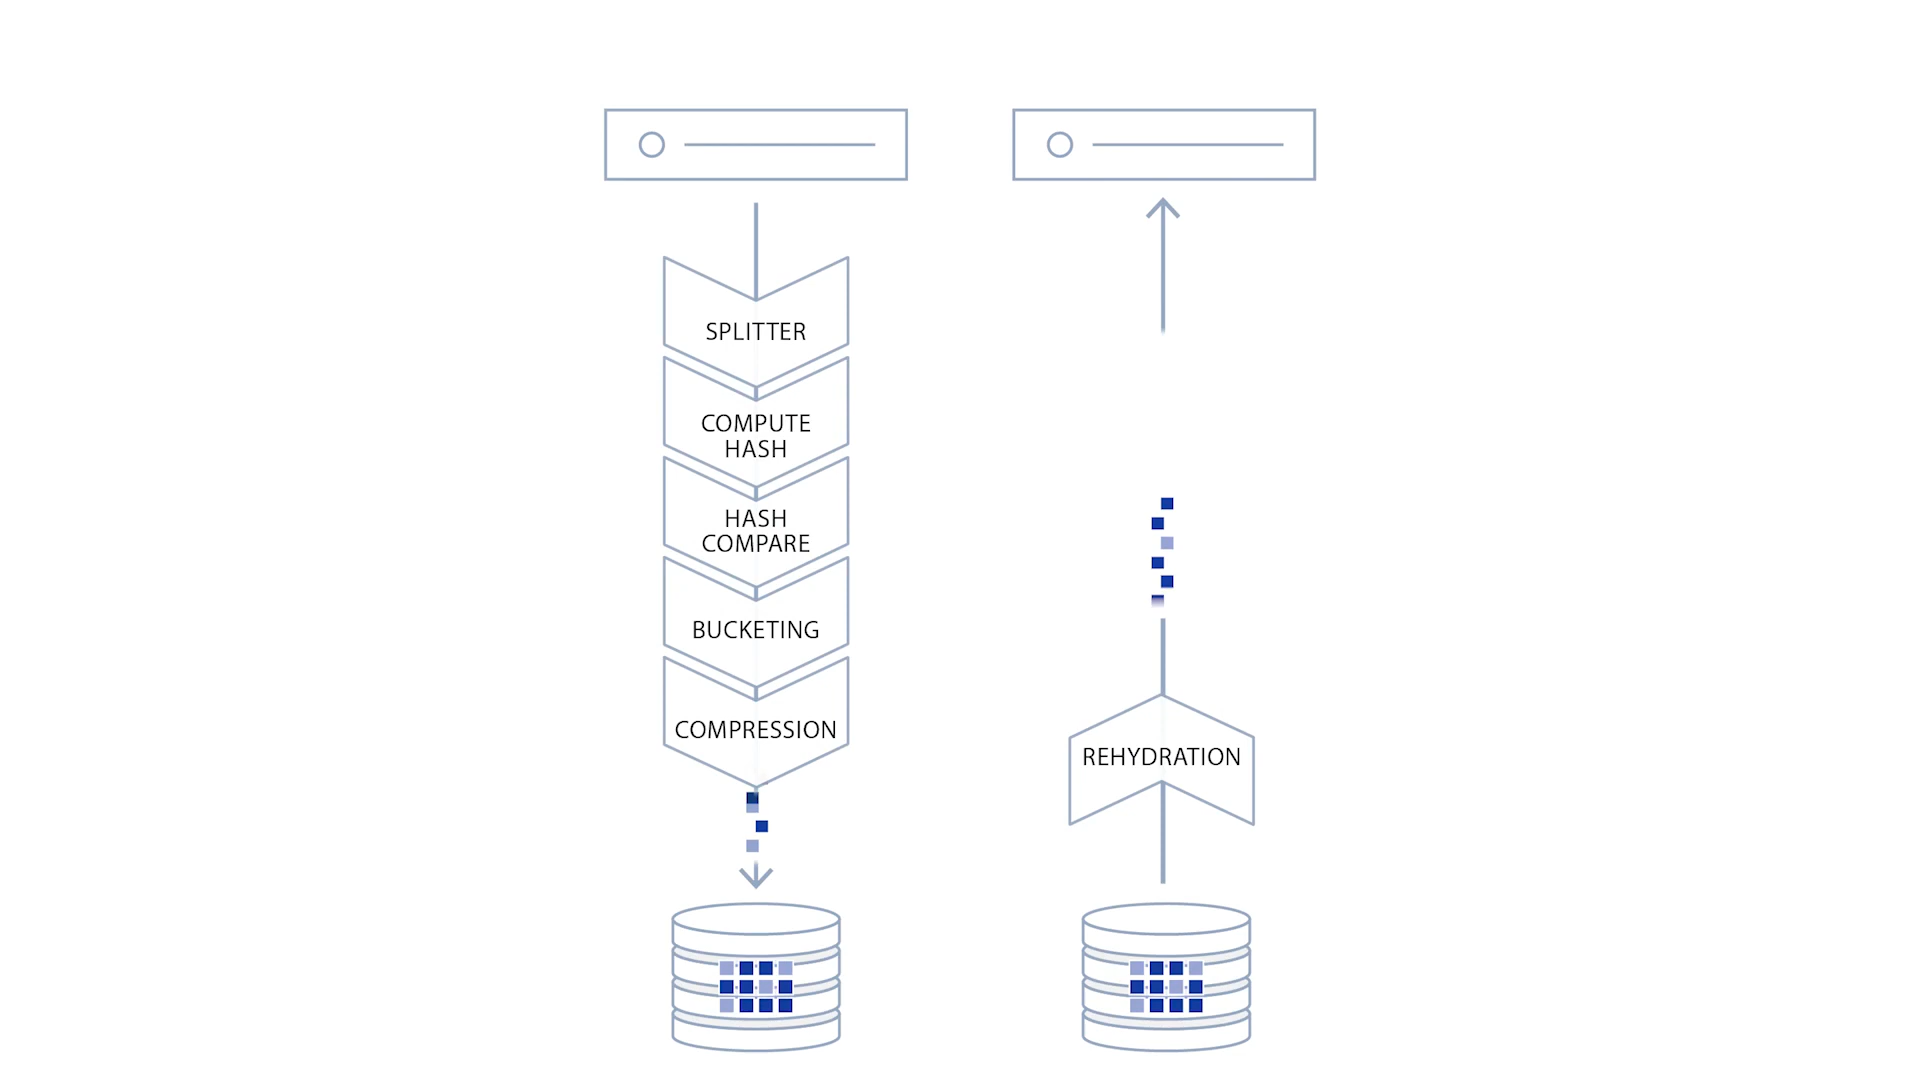 SPLITTER
COMPUTE
HASH
HASH
COMPARE
BUCKETING
COMPRESSION
REHYDRATION